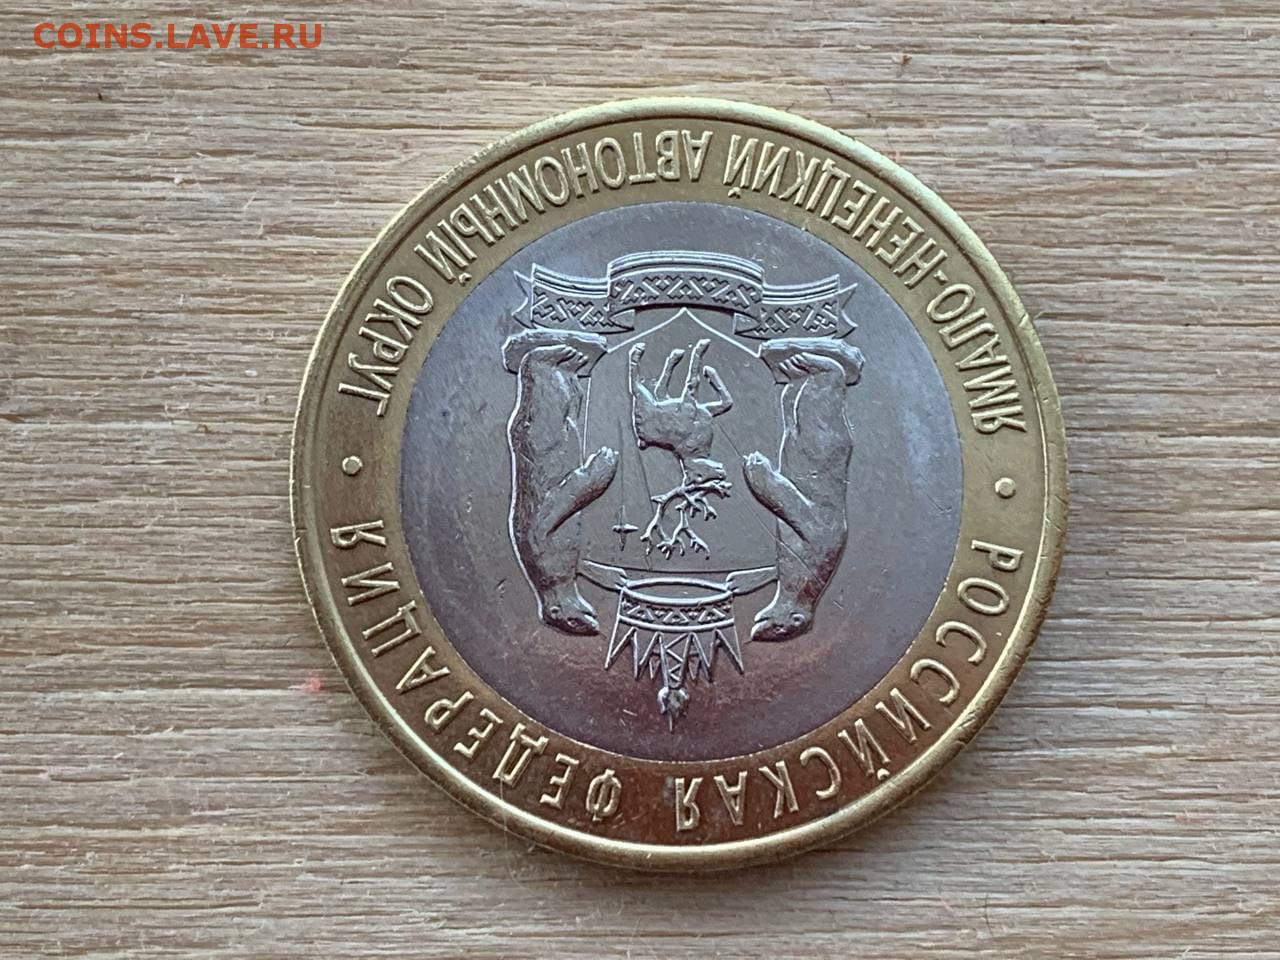 COINS.LAVE.RU
РОССИЙСКАЯ ФЕДЕРАЦИЯ
ЯМАЛО-НЕНЕЦКИЙ АВТОНОМНЫЙ ОКРУГ